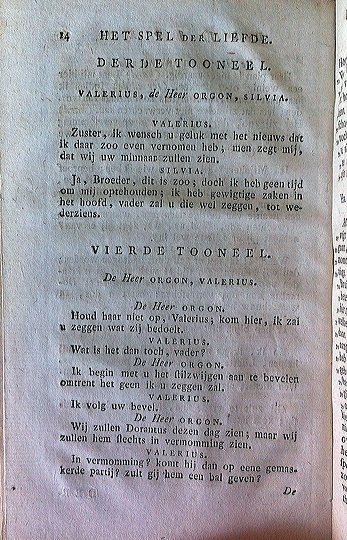 14 HET SPEL DER LIEFDE.
DERDE TOONEEL.
VALERIUS, de Heer ORGON, SILVIA.
VALERIUS.
Zuster, ik wensch u geluk met het nieuws dat
ik daar zoo even vernomen heb; men zegt mij,
dat wij uw minnaar zullen zien.
SILVIA.
Ja, Broeder, dit is zoo; doch ik heb geen tijd
om mij optehouden; ik heb gewigtige zaken in
het hoofd, vader zal u die wel zeggen, tot we-
derziens.
VIERDE TOONEEL.
De Heer ORGON, VALERIUS.
De Heer ORGON.
Houd haar niet op, Valerius; kom hier, ik zal
u zeggen wat zij bedoelt.
VALERIUS.
Wat is het dan toch, vader?
De Heer ORGON.
Ik begin met u het stilzwijgen aan te bevelen
omtrent het geen ik u zeggen zal.
VALERIUS.
Ik volg uw bevel.
De Heer ORGON.
Wij zullen Dorantus dezen dag zien; maar wij
zullen hem slechts in vermomming zien.
VALERIUS.
In vermomming? komt hij dan op eene gemas-
kerde partij? zult gij hem een bal geven?
De